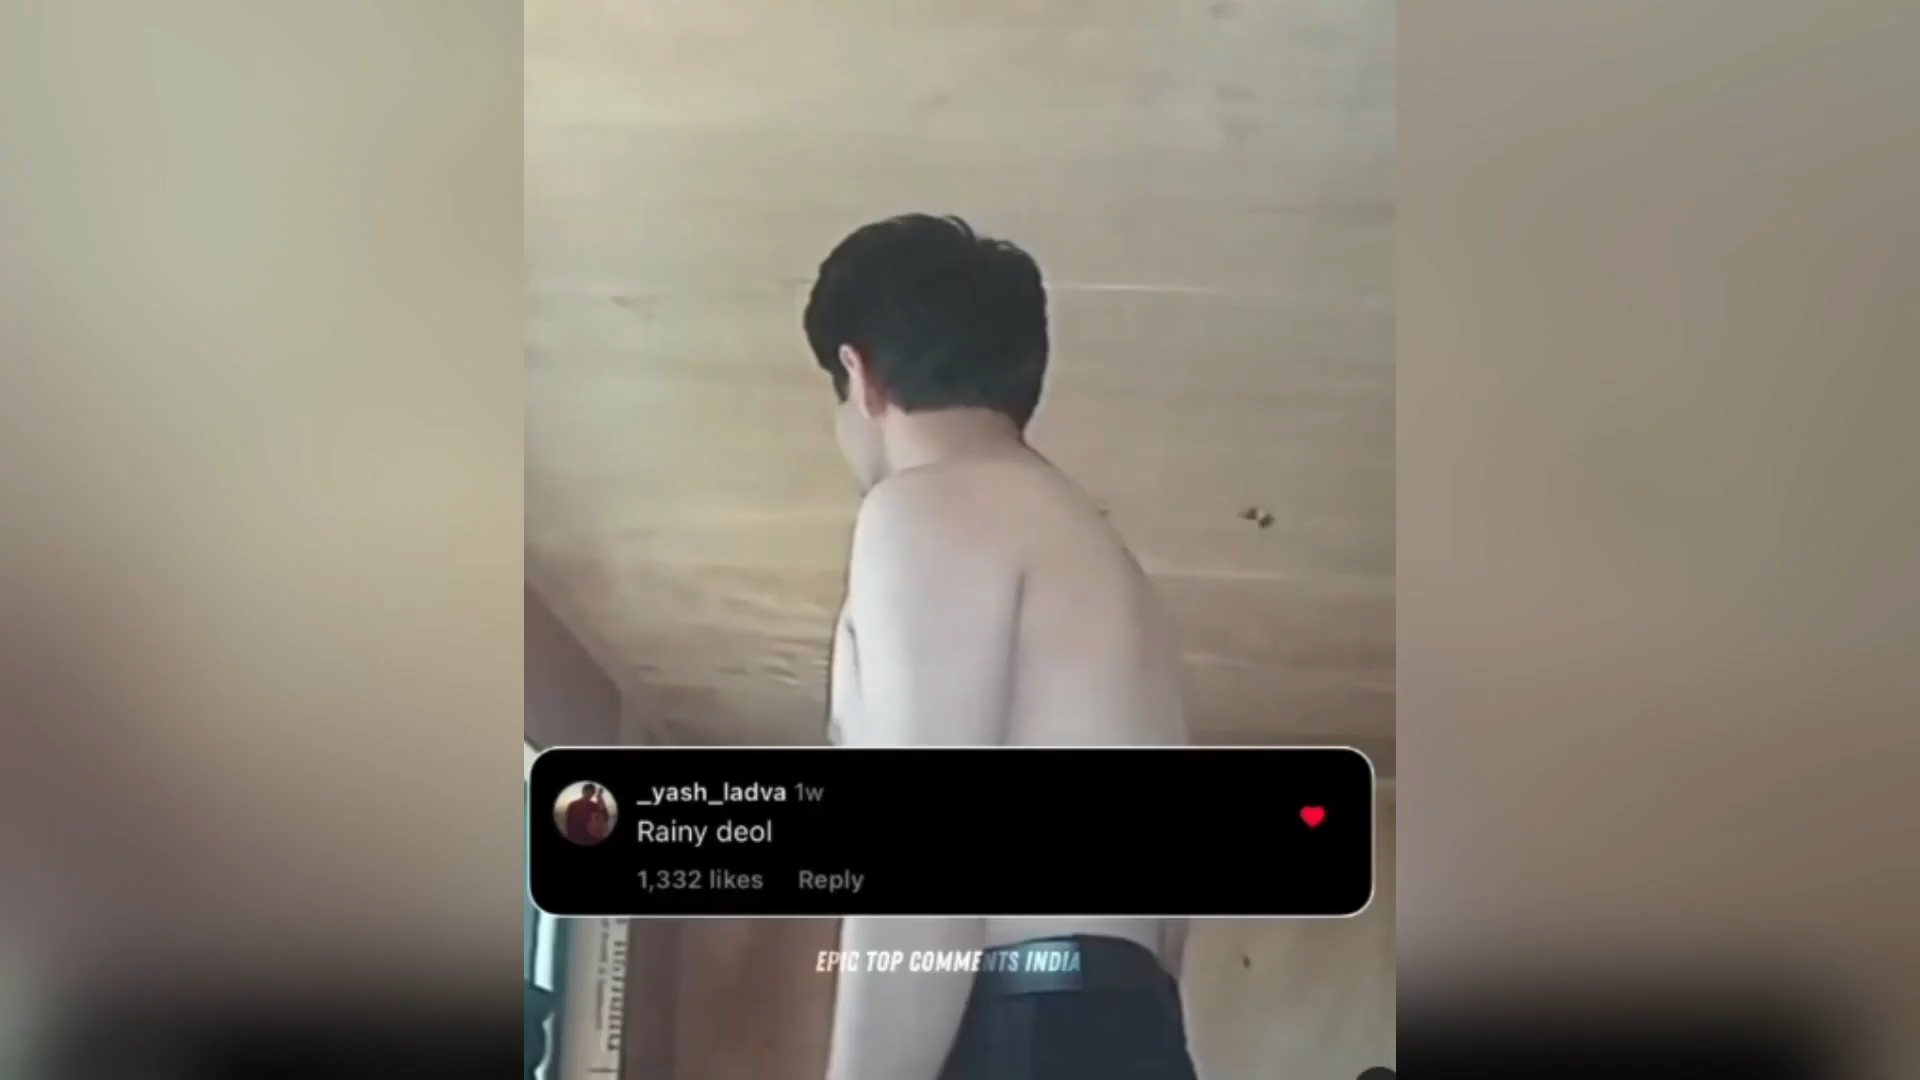 _yash_ladva 1w
Rainy deol
1,332 likes Reply
EPIC TOP COMMENTS INDIA